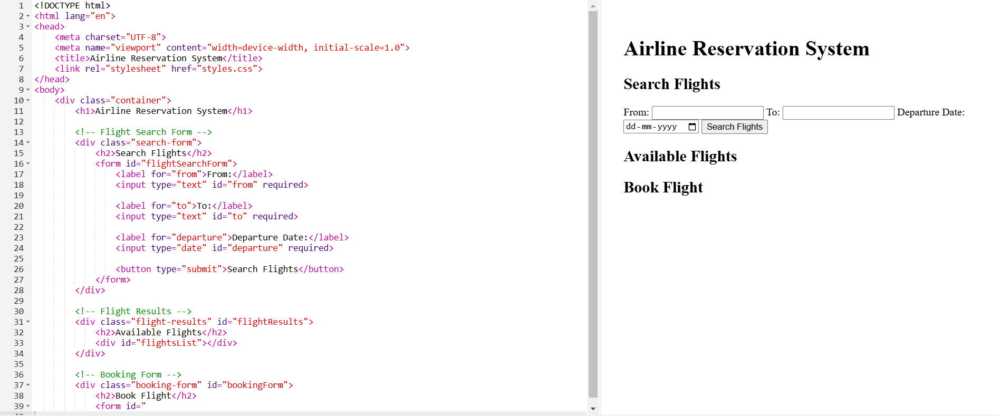 1 <!DOCTYPE html>
2 <html lang="en">
3 <head>
4     <meta charset="UTF-8">
5     <meta name="viewport" content="width=device-width, initial-scale=1.0">
6     <title>Airline Reservation System</title>
7     <link rel="stylesheet" href="styles.css">
8 </head>
9 <body>
10     <div class="container">
11         <h1>Airline Reservation System</h1>
12
13         <!-- Flight Search Form -->
14         <div class="search-form">
15             <h2>Search Flights</h2>
16             <form id="flightSearchForm">
17                 <label for="from">From:</label>
18                 <input type="text" id="from" required>
19
20                 <label for="to">To:</label>
21                 <input type="text" id="to" required>
22
23                 <label for="departure">Departure Date:</label>
24                 <input type="date" id="departure" required>
25
26                 <button type="submit">Search Flights</button>
27             </form>
28         </div>
29
30         <!-- Flight Results -->
31         <div class="flight-results" id="flightResults">
32             <h2>Available Flights</h2>
33             <div id="flightsList"></div>
34         </div>
35
36         <!-- Booking Form -->
37         <div class="booking-form" id="bookingForm">
38             <h2>Book Flight</h2>
39             <form id="
Airline Reservation System
Search Flights
From: To: Departure Date:
dd-mm-yyyy Search Flights
Available Flights
Book Flight